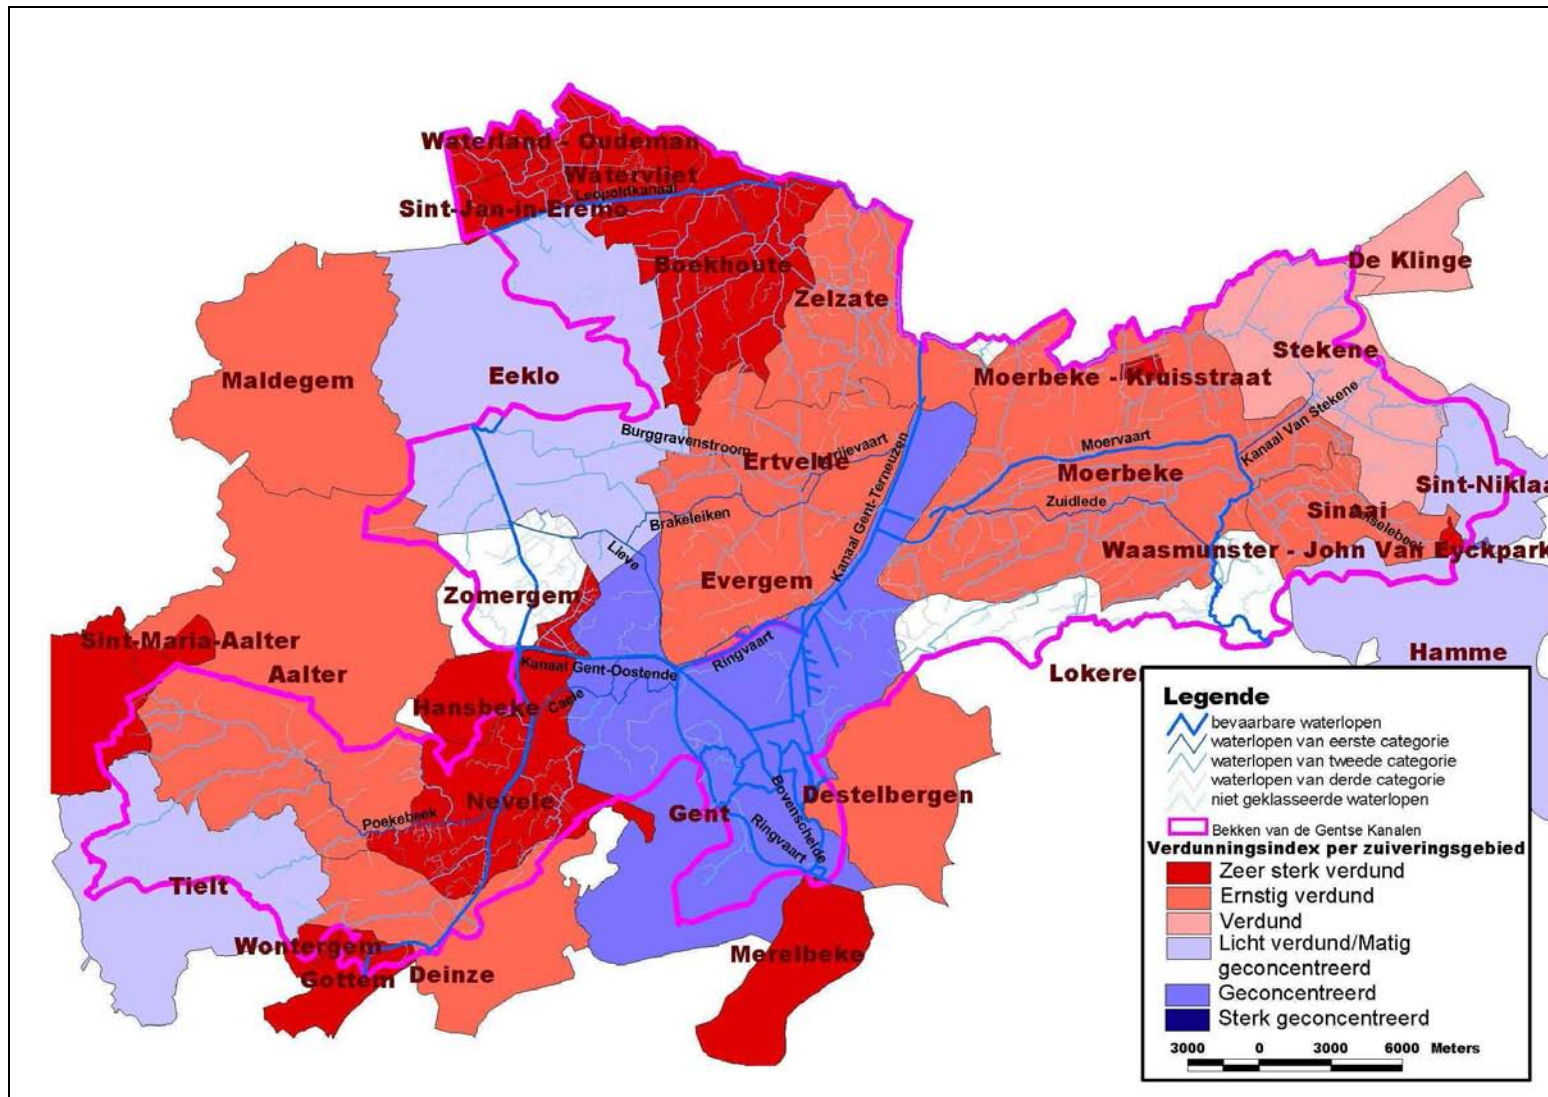 Waterland - Oudeman
Watervliet
Leopoldkanaal
Sint-Jan-in-Eremo
Boekhoute
De Klinge
Zelzate
Maldegem
Eeklo
Moerbeke - Kruisstraat
Stekene
Burggravenstroom
Ertvelde
Moervaart
Kanaal Van Stekene
Moerbeke
Sint-Niklaa
Zuidlede
Sinaai
Brakeleiken
Kanaal Gent-Terneuzen
Lieve
Evergem
Waasmunster - John Van Eyckpark
Zomergem
Sint-Maria-Aalter
Aalter
Ringvaart
Kanaal Gent-Oostende
Hamme
Lokeren
Hansbeke
Caele
Nevele
Poekebeek
Gent
Bovenschelde
Destelbergen
Ringvaart
Tielt
Wontergem
Gottem
Deinze
Merelbeke
Legende
bevaarbare waterlopen
waterlopen van eerste categorie
waterlopen van tweede categorie
waterlopen van derde categorie
niet geklasseerde waterlopen
Bekken van de Gentse Kanalen
Verdunningsindex per zuiveringsgebied
Zeer sterk verdund
Ernstig verdund
Verdund
Licht verdund/Matig
geconcentreerd
Geconcentreerd
Sterk geconcentreerd
3000 0 3000 6000 Meters